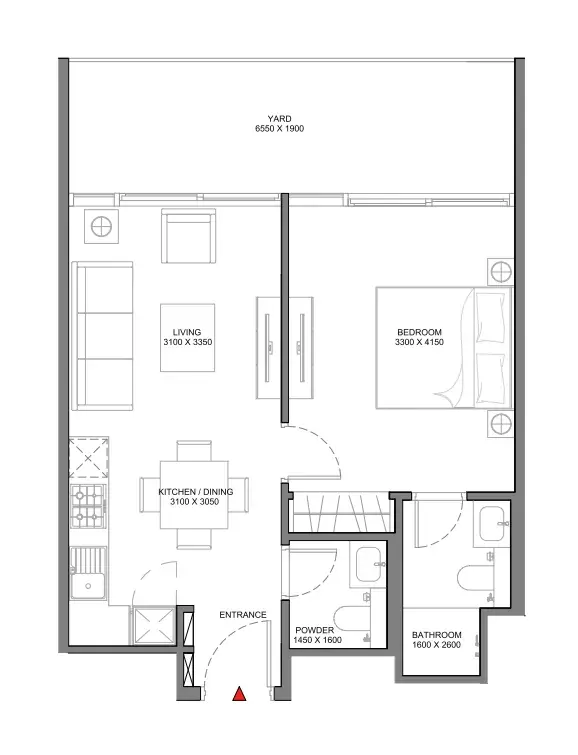 YARD
6550 X 1900
LIVING
3100 X 3350
BEDROOM
3300 X 4150
KITCHEN / DINING
3100 X 3050
ENTRANCE
POWDER
1450 X 1600
BATHROOM
1600 X 2600